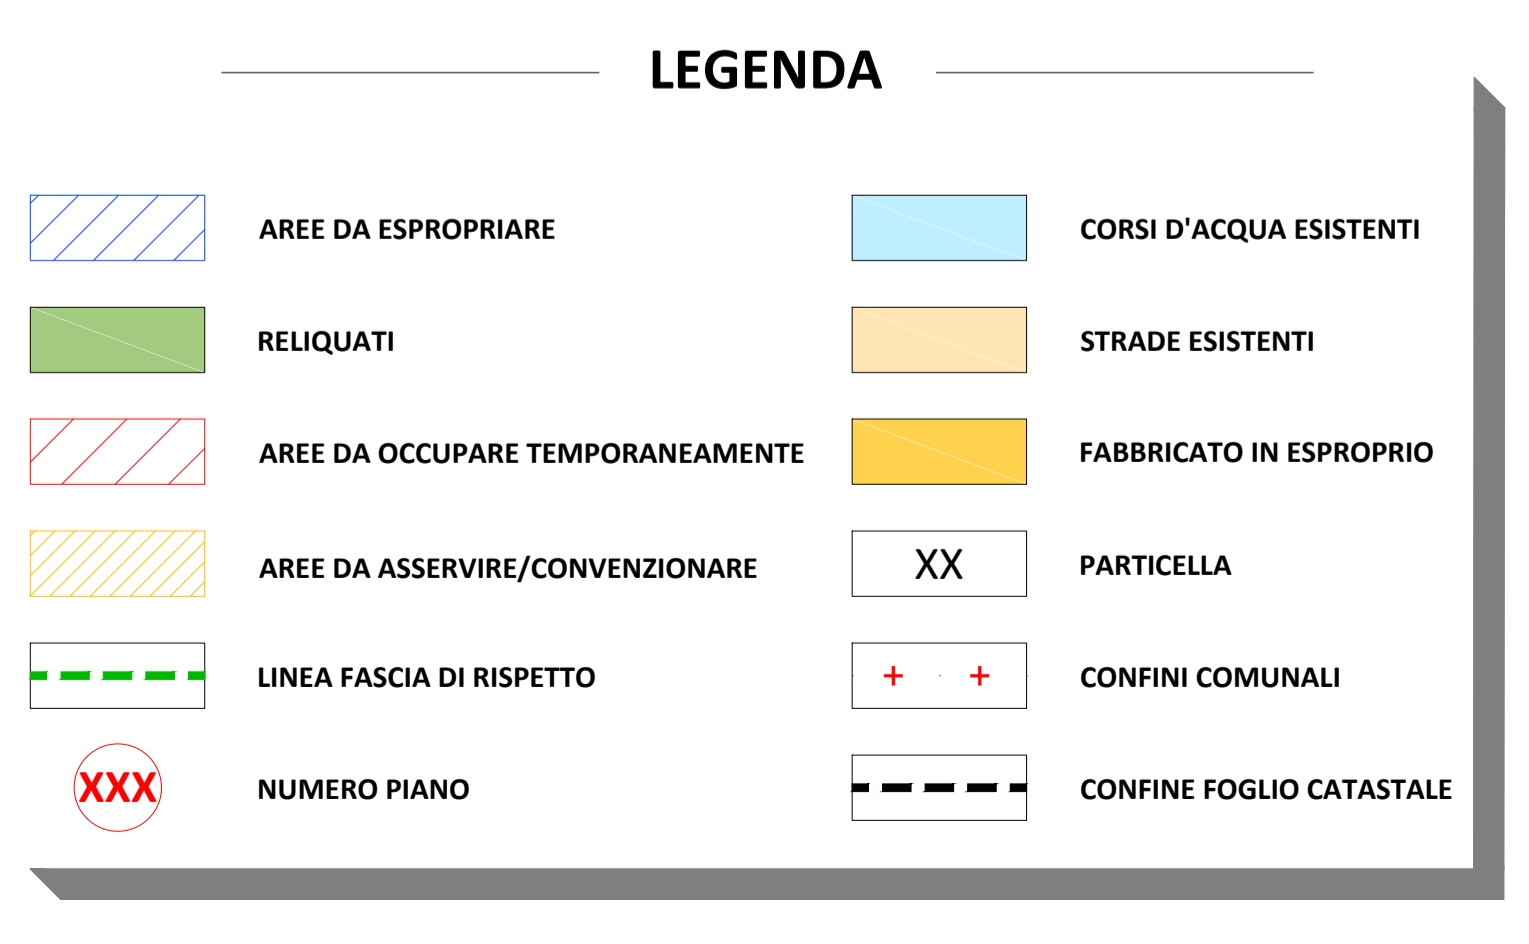 LEGENDA
AREE DA ESPROPRIARE
RELIQUATI
AREE DA OCCUPARE TEMPORANEAMENTE
AREE DA ASSERVIRE/CONVENZIONARE
LINEA FASCIA DI RISPETTO
XXX
NUMERO PIANO
CORSI D'ACQUA ESISTENTI
STRADE ESISTENTI
FABBRICATO IN ESPROPRIO
XX
PARTICELLA
CONFINI COMUNALI
CONFINE FOGLIO CATASTALE